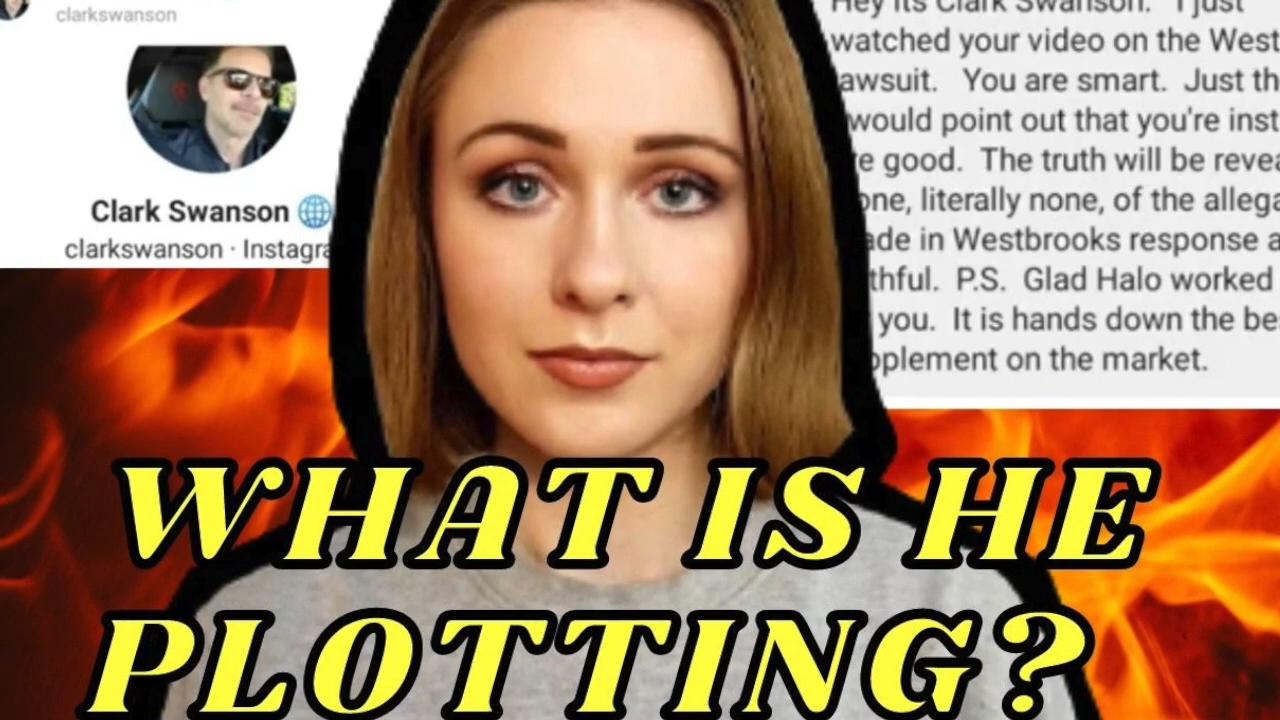 clarkswanson
Clark Swanson
clarkswanson · Instagra
Hey its Clark Swanson. I just
watched your video on the West
awsuit. You are smart. Just th
would point out that you're inst
e good. The truth will be revea
one, literally none, of the allega
ade in Westbrooks response a
thful. P.S. Glad Halo worked
you. It is hands down the be
pplement on the market.
WHAT IS HE
PLOTTING?